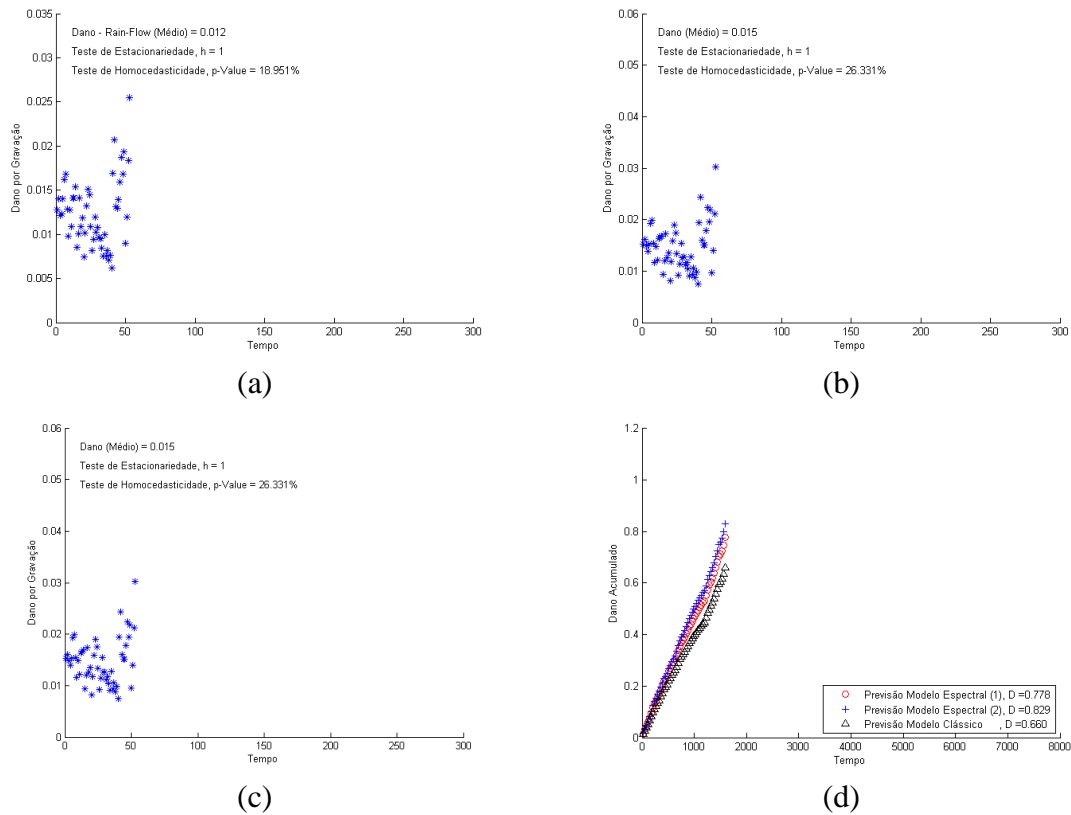 0.035
Dano - Rain-Flow (Médio) = 0.012
Teste de Estacionariedade, h = 1
Teste de Homocedasticidade, p-Value = 18.951%
0.03
0.025
0.02
0.015
0.01
0.005
0
Dano por Gravação
0 50 100 150 200 250 300
Tempo
(a)
0.06
Dano (Médio) = 0.015
Teste de Estacionariedade, h = 1
Teste de Homocedasticidade, p-Value = 26.331%
0.05
0.04
0.03
0.02
0.01
0
Dano por Gravação
0 50 100 150 200 250 300
Tempo
(b)
0.06
Dano (Médio) = 0.015
Teste de Estacionariedade, h = 1
Teste de Homocedasticidade, p-Value = 26.331%
0.05
0.04
0.03
0.02
0.01
0
Dano por Gravação
0 50 100 150 200 250 300
Tempo
(c)
1.2
1
0.8
0.6
0.4
0.2
0
Dano Acumulado
Previsão Modelo Espectral (1), D =0.778
Previsão Modelo Espectral (2), D =0.829
Previsão Modelo Clássico , D =0.660
0 1000 2000 3000 4000 5000 6000 7000 8000
Tempo
(d)